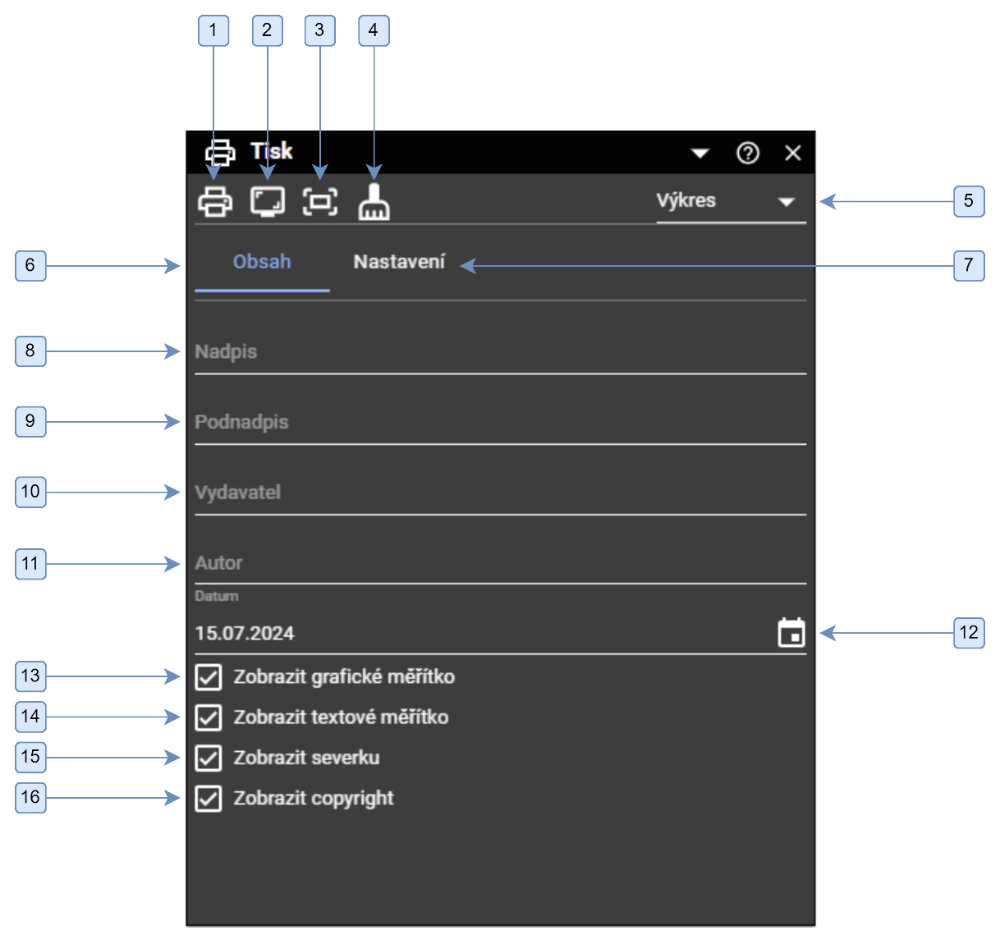 1 2 3 4
Tisk
Výkres 5
6 Obsah Nastavení 7
8 Nadpis
9 Podnadpis
10 Vydavatel
11 Autor
Datum
15.07.2024 12
13 Zobrazit grafické měřítko
14 Zobrazit textové měřítko
15 Zobrazit severku
16 Zobrazit copyright